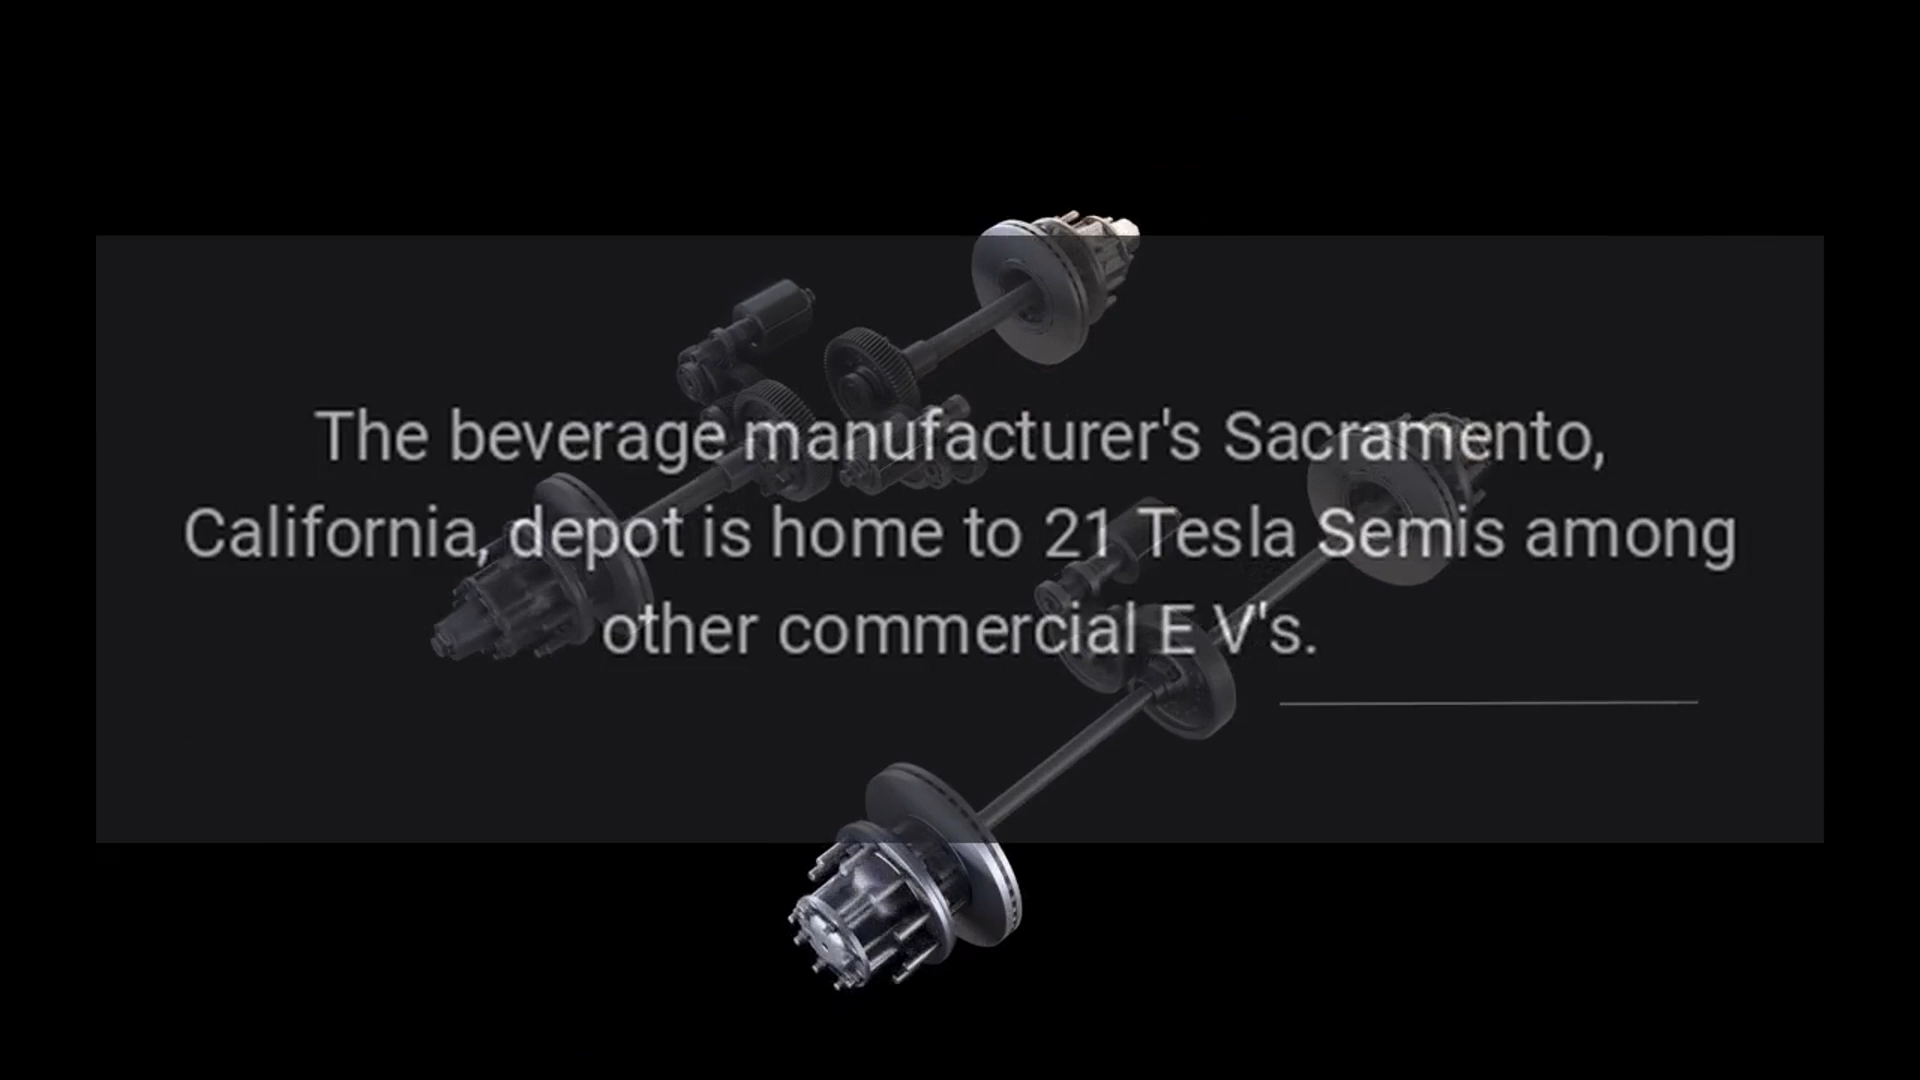 The beverage manufacturer's Sacramento,
California, depot is home to 21 Tesla Semis among
other commercial E V's.